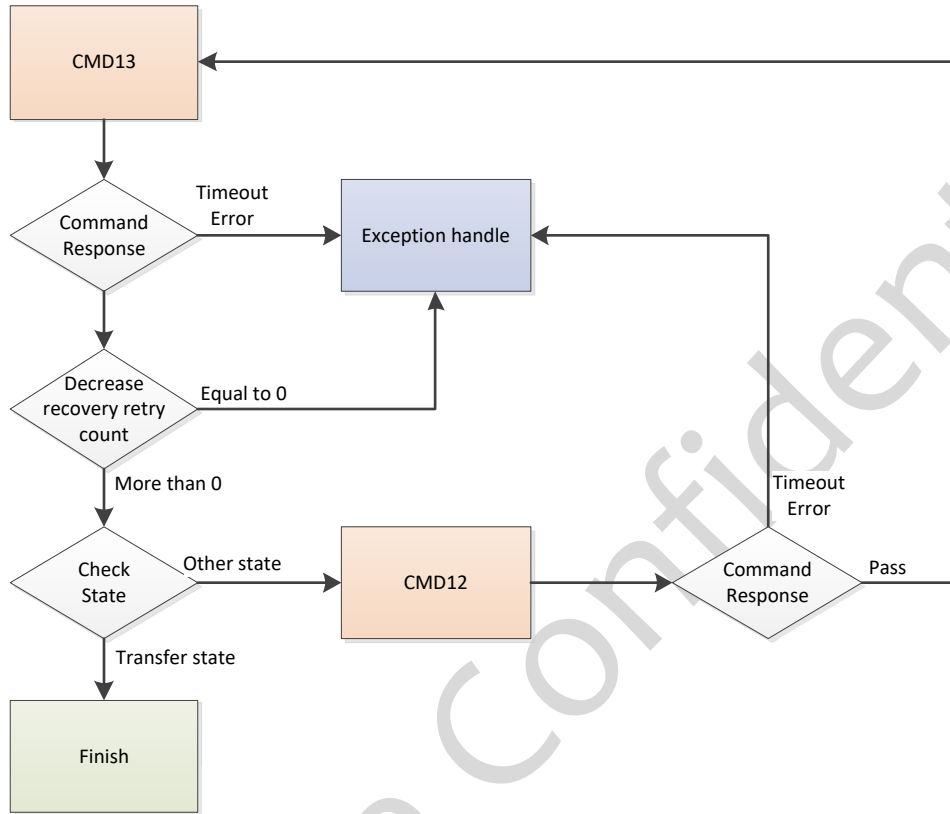 CMD13
Command
Response
Timeout
Error
Exception handle
Decrease
recovery retry
count
Equal to 0
More than 0
Check
State
Other state
CMD12
Timeout
Error
Command
Response
Pass
Transfer state
Finish